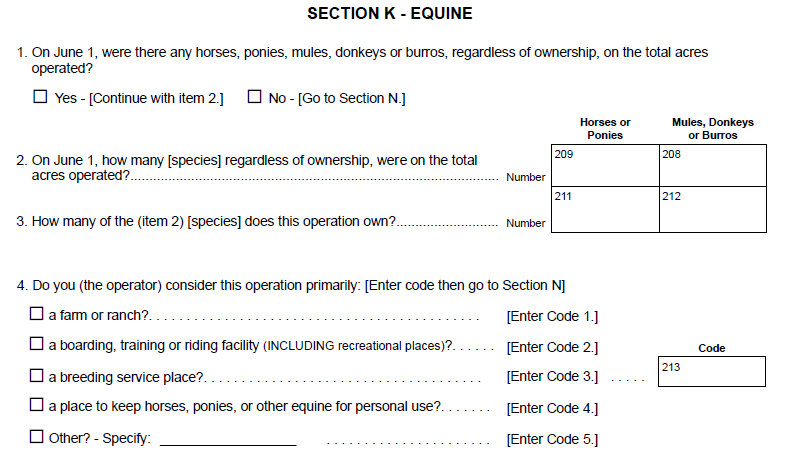 SECTION K - EQUINE
1. On June 1, were there any horses, ponies, mules, donkeys or burros, regardless of ownership, on the total acres
operated?
Yes - [Continue with item 2.] No - [Go to Section N.]
Horses or
Ponies
Mules, Donkeys
or Burros
2. On June 1, how many [species] regardless of ownership, were on the total
acres operated?.................................................................................................. Number
209
208
3. How many of the (item 2) [species] does this operation own?........................... Number
211
212
4. Do you (the operator) consider this operation primarily: [Enter code then go to Section N]
a farm or ranch?. . . . . . . . . . . . . . . . . . . . . . . . . . . . . . . . . . . . . . . . . . . . [Enter Code 1.]
a boarding, training or riding facility (INCLUDING recreational places)?. . . . . . [Enter Code 2.]
Code
a breeding service place?. . . . . . . . . . . . . . . . . . . . . . . . . . . . . . . . . . . . . [Enter Code 3.] . . . . .
213
a place to keep horses, ponies, or other equine for personal use?. . . . . . . [Enter Code 4.]
Other? - Specify: ____________________ . . . . . . . . . . . . . . . . . . . . . . [Enter Code 5.]